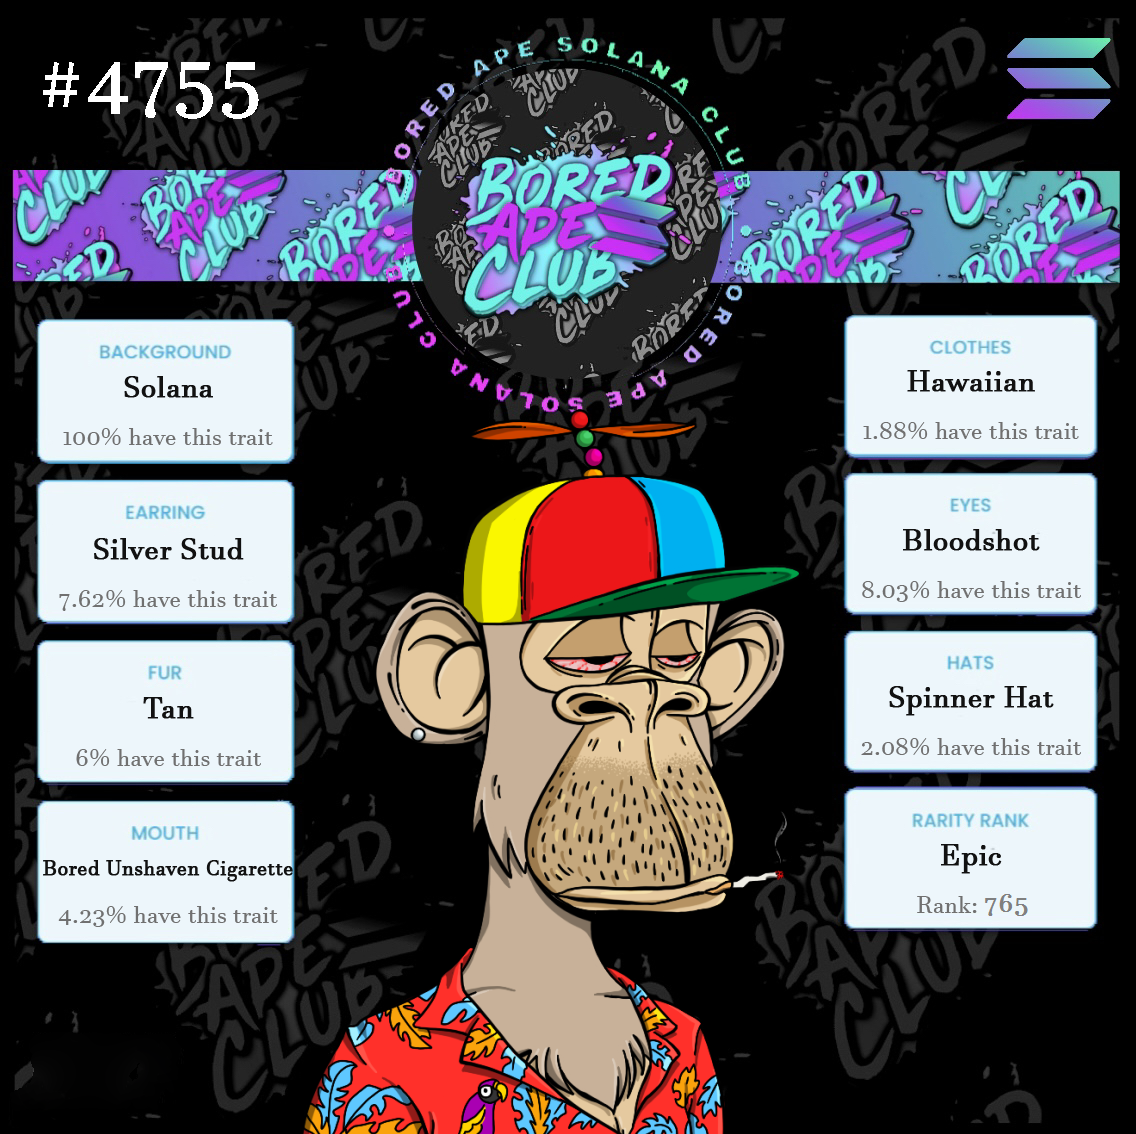 #4755
BORED APE SOLANA CLUB
BORED
APE
CLUB
BORED APE SOLANA CLUB
BACKGROUND
Solana
100% have this trait
EARRING
Silver Stud
7.62% have this trait
FUR
Tan
6% have this trait
MOUTH
Bored Unshaven Cigarette
4.23% have this trait
CLOTHES
Hawaiian
1.88% have this trait
EYES
Bloodshot
8.03% have this trait
HATS
Spinner Hat
2.08% have this trait
RARITY RANK
Epic
Rank: 765